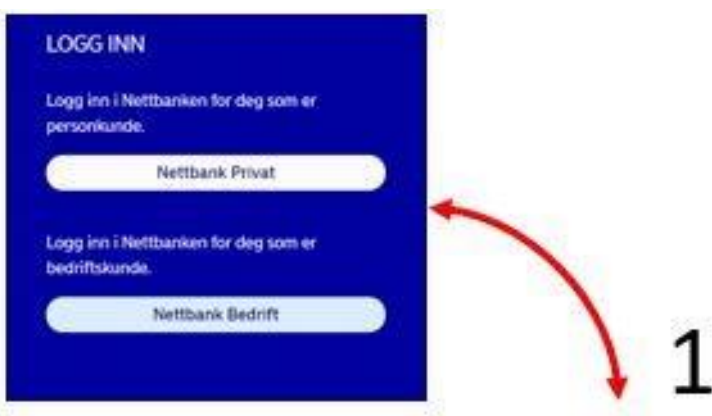 LOGG INN
Logg inn i Nettbanken for deg som er
personkunde.
Nettbank Privat
Logg inn i Nettbanken for deg som er
bedriftskunde.
Nettbank Bedrift
1